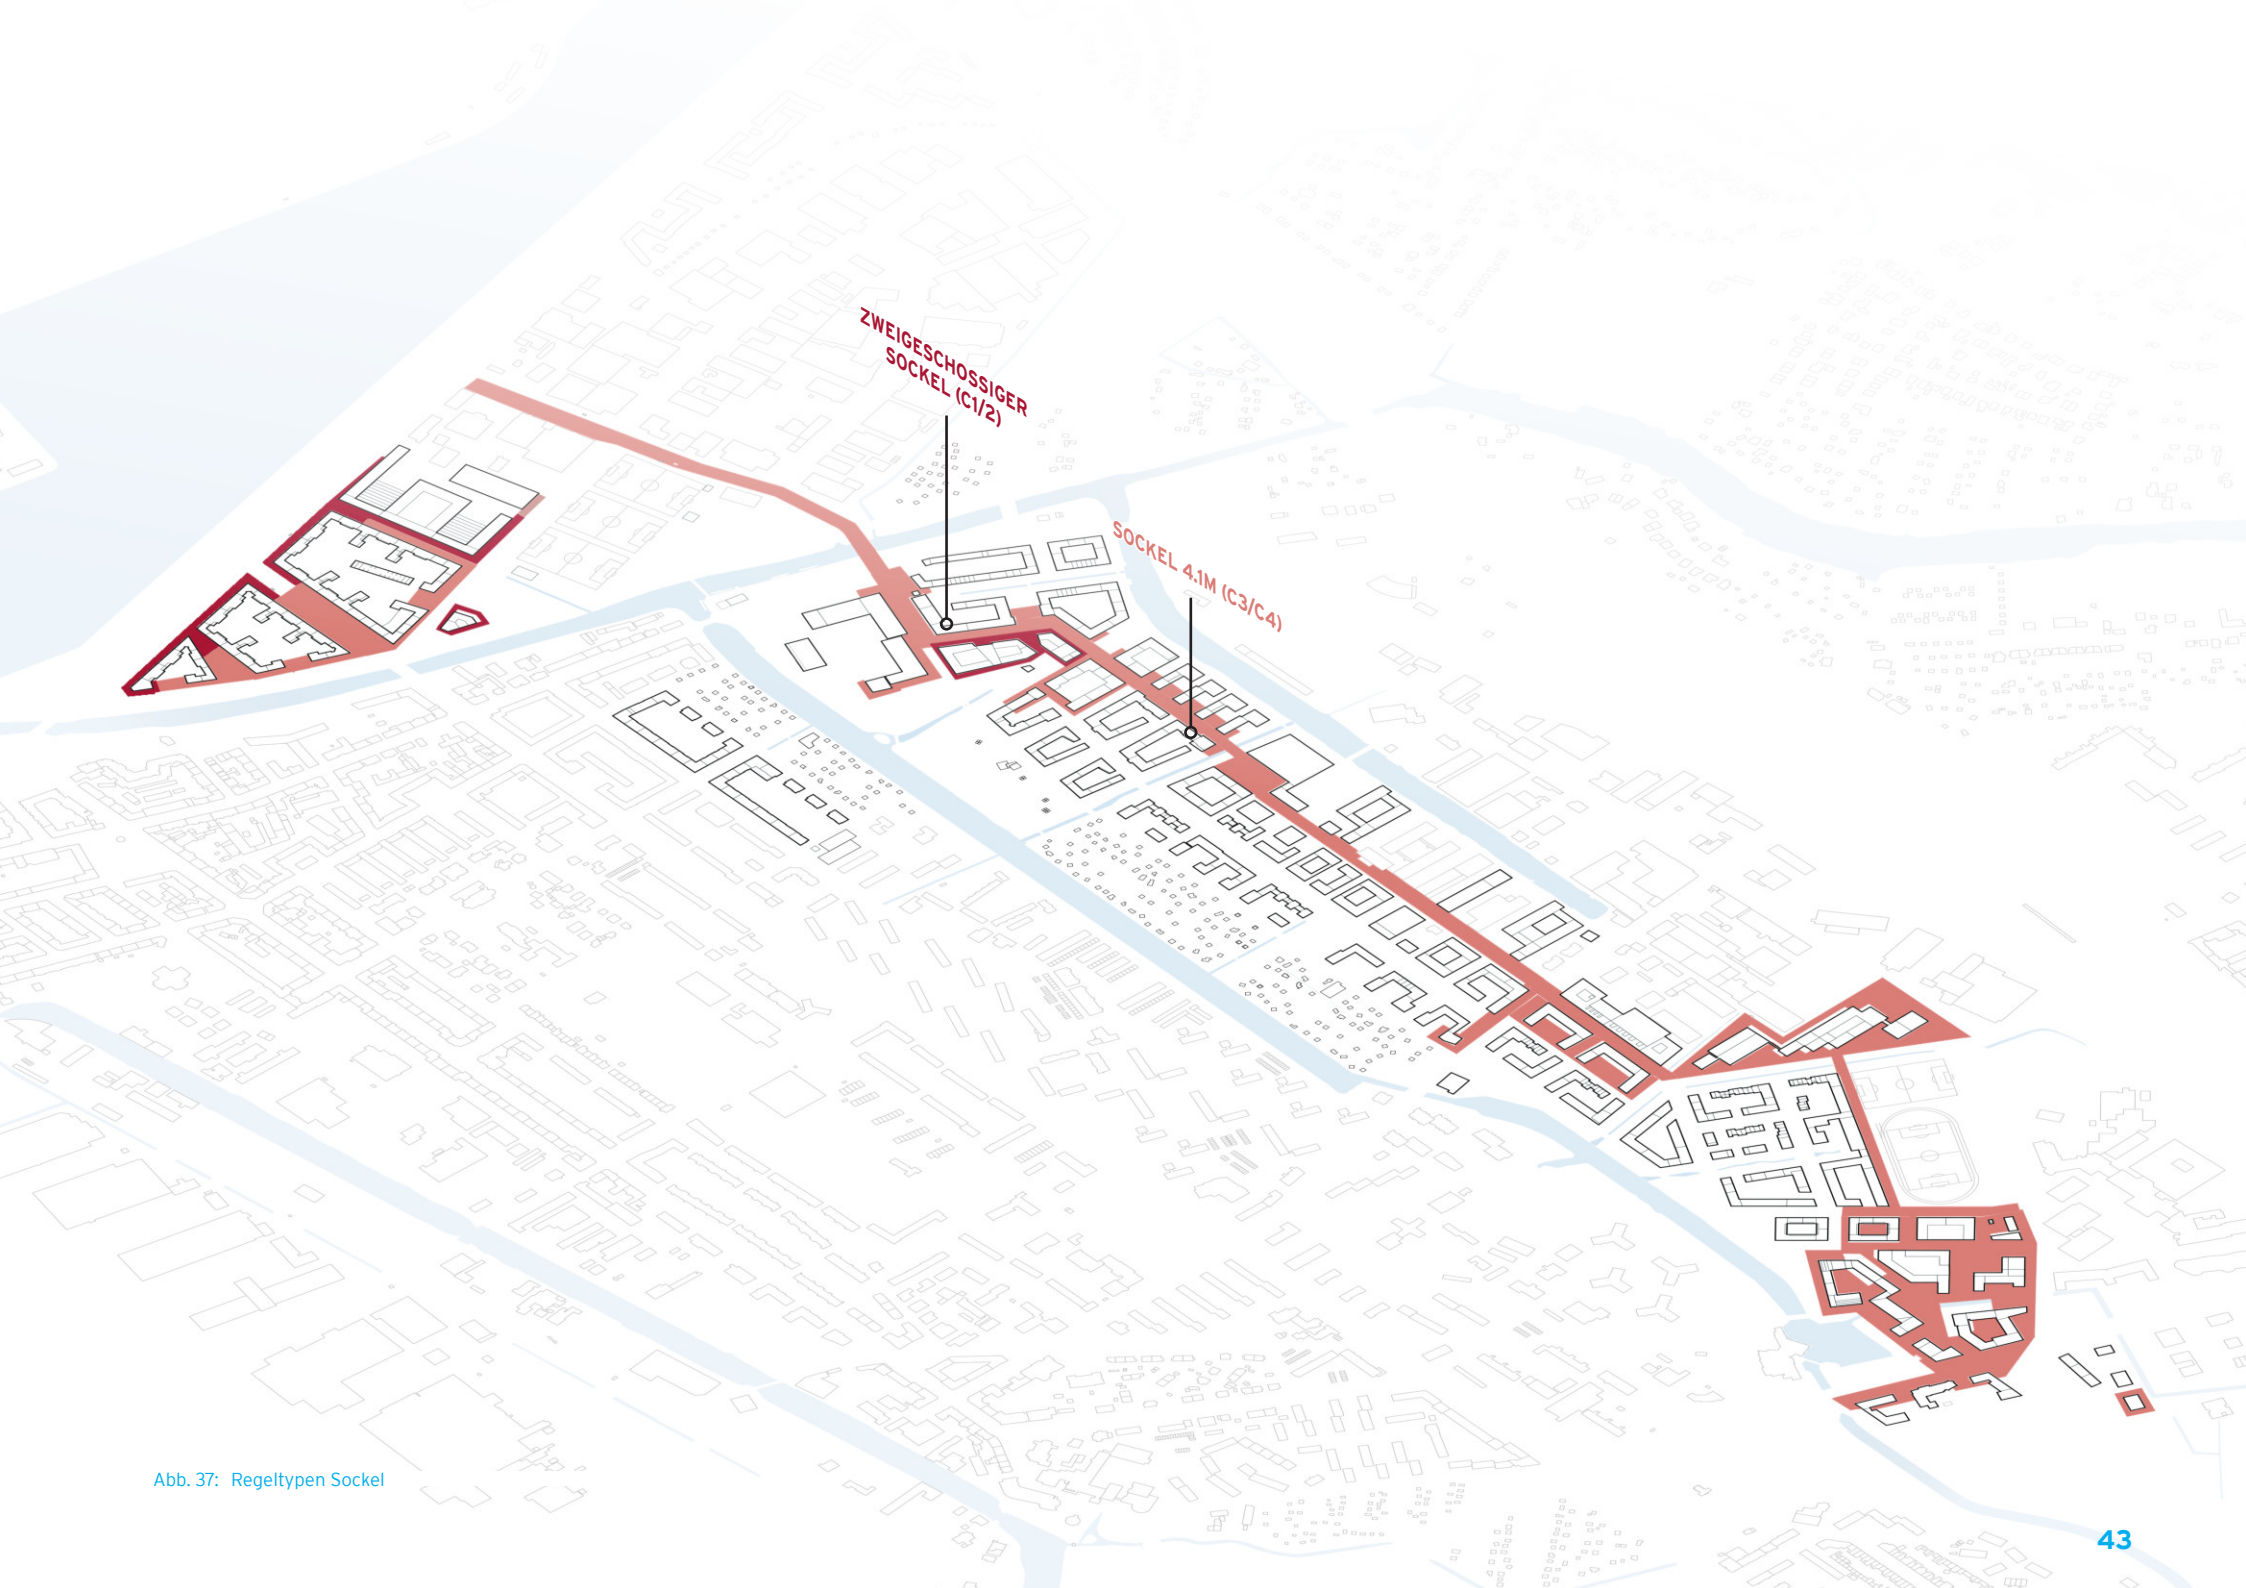 ZWEIGESCHOSSIGER
SOCKEL (C1/2)
SOCKEL 4.1M (C3/C4)
Abb. 37: Regeltypen Sockel
43